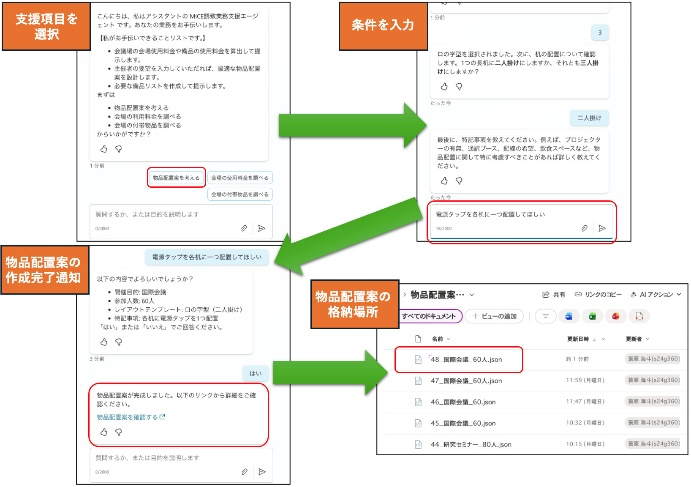 支援項目を
選択
こんにちは、私はアシスタントの MICE誘致業務支援エージェ
ント です。あなたの業務をお手伝いします。
【私がお手伝いできることリストです。】
• 会議場の会場使用料金や備品の使用料金を算出して提
示します。
• 主催者の要望を入力していただれば、最適な物品配置
案を設計します。
• 必要な備品リストを作成して提示します。
まずは
• 物品配置案を考える
• 会場の利用料金を調べる
• 会場の付帯物品を調べる
からいかがですか？
1 分前
物品配置案を考える
会場の使用料金を調べる
会場の付帯物品を調べる
質問するか、または目的を説明します
0/2000
条件を入力
1 分前
3
ロの字型を選択されました。次に、机の配置について確認
します。1つの長机に二人掛けにしますか、それとも三人掛
けにしますか？
たった今
二人掛け
最後に、特記事項を教えてください。例えば、プロジェクター
の有無、通訳ブース、配線の希望、飲食スペースなど、物
品配置に関して特に考慮すべきことがあれば詳しく教えてく
ださい。
たった今
電源タップを各机に一つ配置してほしい
物品配置案の
作成完了通知
電源タップを各机に一つ配置してほしい
以下の内容でよろしいでしょうか？
• 開催目的: 国際会議
• 参加人数: 60人
• レイアウトテンプレート: ロの字型（二人掛け）
• 特記事項: 各机に電源タップを1つ配置
「はい」または「いいえ」でご回答ください。
3 分前
はい
物品配置案が完了しました。以下のリンクから詳細をご確
認ください。
物品配置案を確認する
質問するか、または目的を説明します
0/2000
物品配置案の
格納場所
物品配置案…
共有
リンクのコピー
AI アクション
すべてのドキュメント
ビューの追加
名前
更新日時
更新者
48_国際会議_60人.json
約 1 分前
47_国際会議_60人.json
11:59 (月曜日)
46_国際会議_60.json
11:47 (月曜日)
45_国際会議_60.json
10:32 (月曜日)
44_研究セミナー_80人.json
10:15 (月曜日)